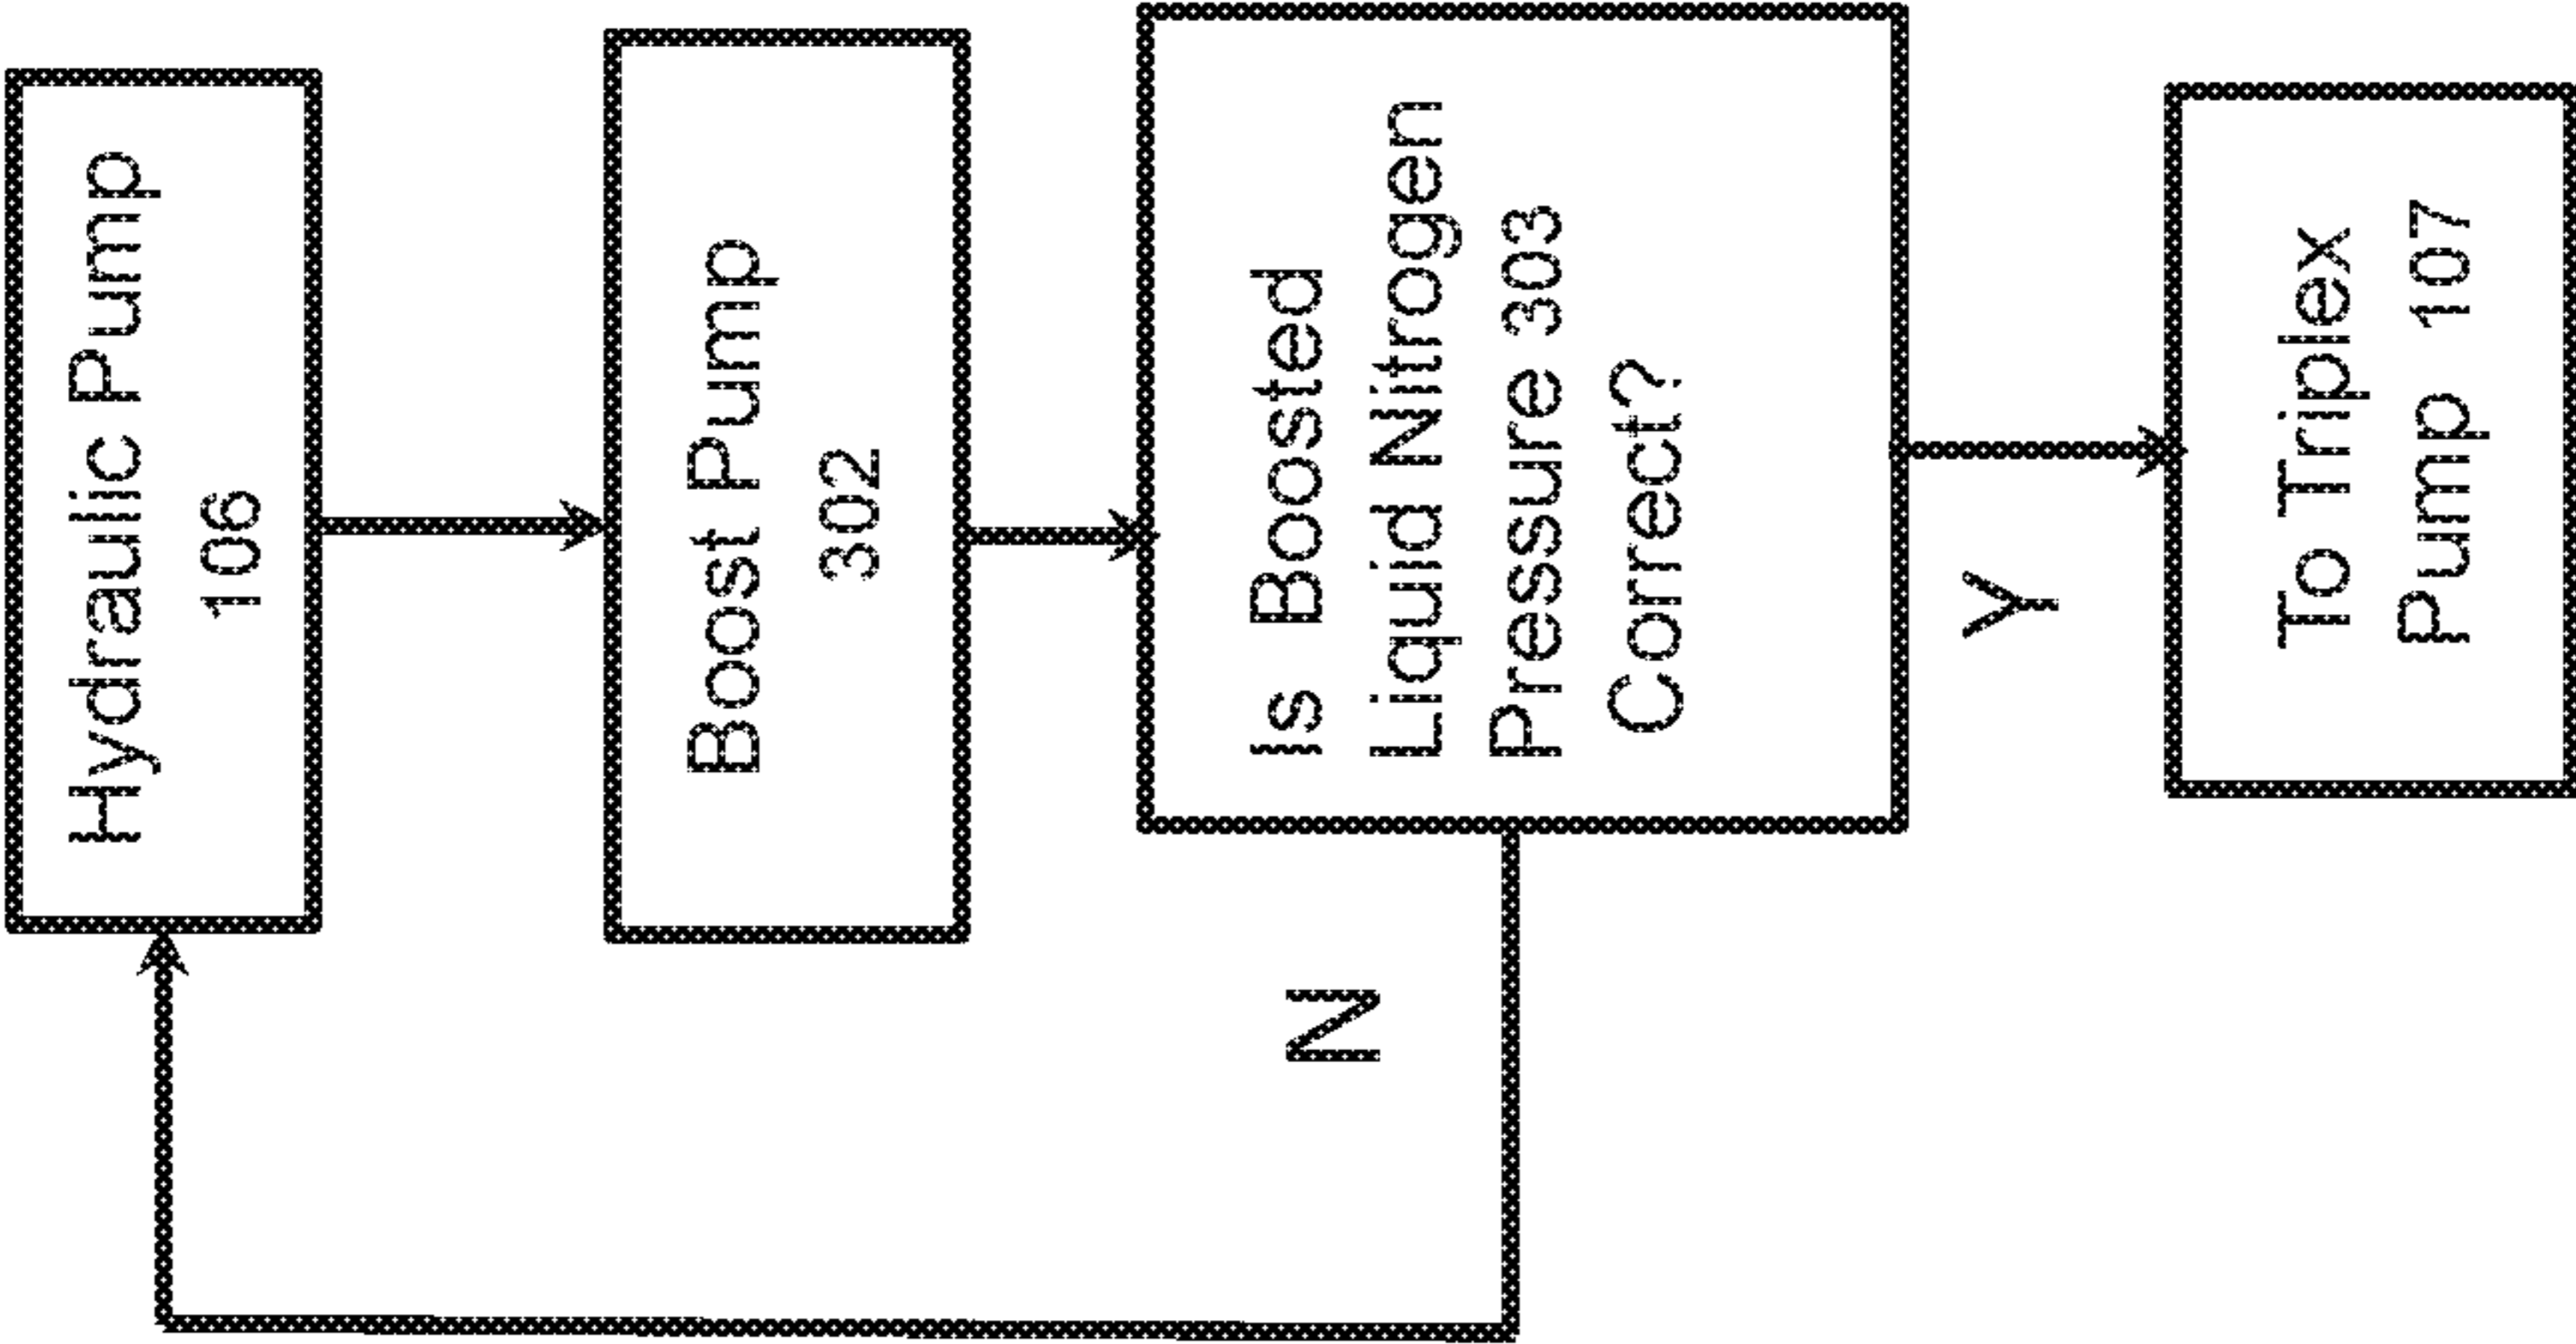 Hydraulic Pump
106
Boost Pump
302
Is Boosted
Liquid Nitrogen
Pressure 303
Correct?
N
Y
To Triplex
Pump 107